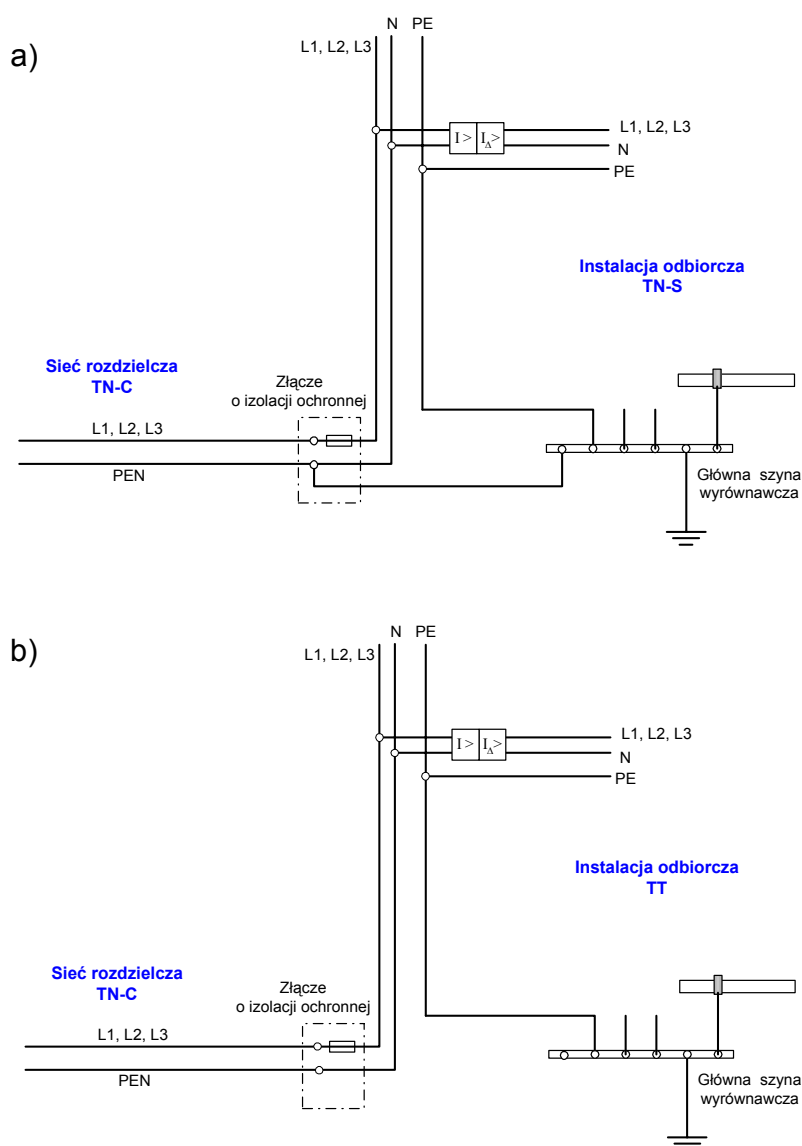 a)
N PE
L1, L2, L3
I > I∆>
L1, L2, L3
N
PE
Instalacja odbiorcza
TN-S
Sieć rozdzielcza
TN-C
Złącze
o izolacji ochronnej
L1, L2, L3
PEN
Główna szyna
wyrównawcza
b)
N PE
L1, L2, L3
I > I∆>
L1, L2, L3
N
PE
Instalacja odbiorcza
TT
Sieć rozdzielcza
TN-C
Złącze
o izolacji ochronnej
L1, L2, L3
PEN
Główna szyna
wyrównawcza